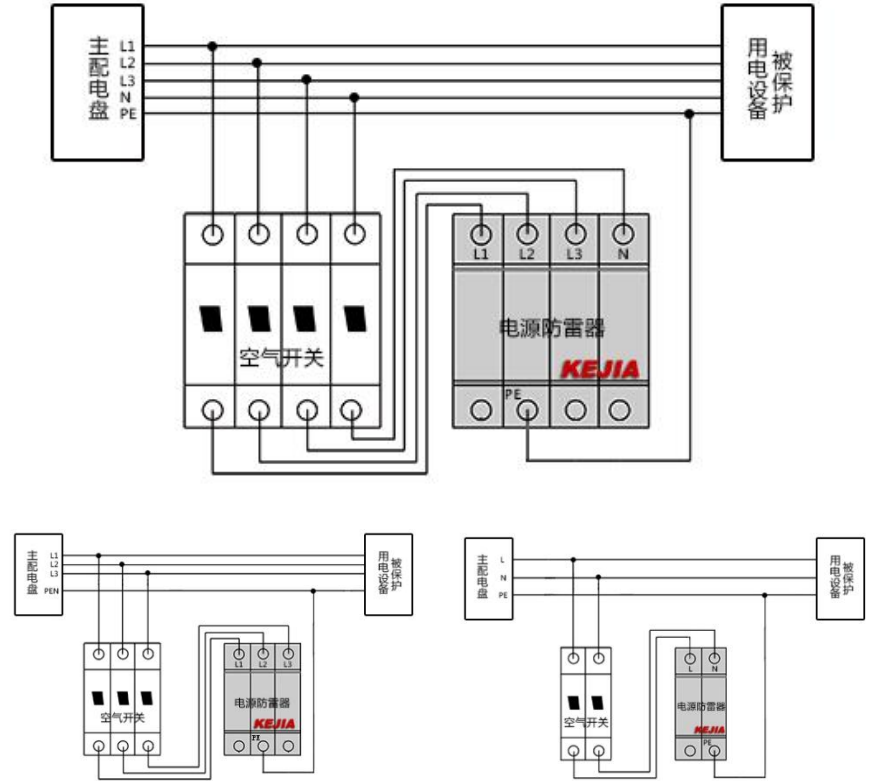 主配电盘
L1
L2
L3
N
PE
被保护
用电设备
空气开关
L1 L2 L3 N
电源防雷器
KEJIA
PE
主配电盘
L1
L2
L3
PEN
被保护
用电设备
空气开关
L1 L2 L3
电源防雷器
KEJIA
PE
主配电盘
L
N
PE
被保护
用电设备
空气开关
L N
电源防雷器
KEJIA
PE